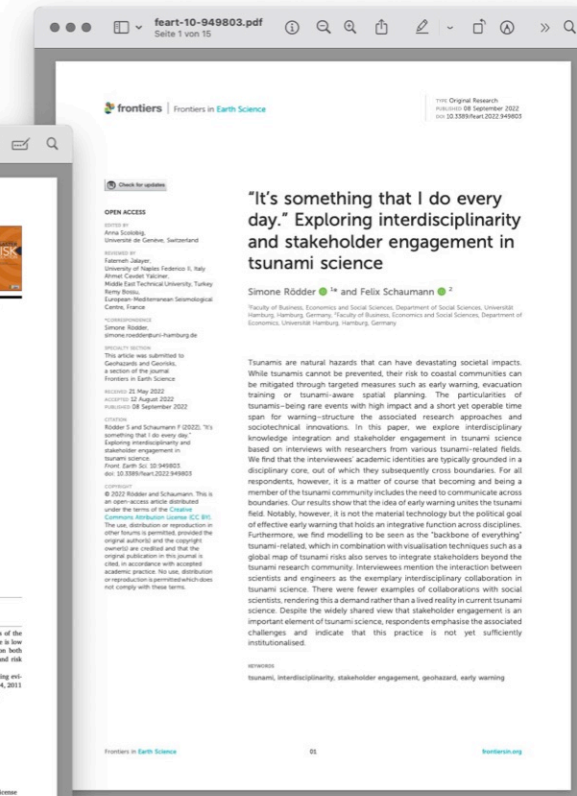 feart-10-949803.pdf
Seite 1 von 15
frontiers | Frontiers in Earth Science
TYPE Original Research
PUBLISHED 08 September 2022
DOI 10.3389/feart.2022.949803
Check for updates
OPEN ACCESS
EDITED BY
Anna Scolobig,
Université de Genève, Switzerland
REVIEWED BY
Fatemeh Jalayer,
University of Naples Federico II, Italy
Ahmet Cevdet Yalciner,
Middle East Technical University, Turkey
Remy Bossu,
European-Mediterranean Seismological
Centre, France
*CORRESPONDENCE
Simone Rödder,
simone.roedder@uni-hamburg.de
SPECIALTY SECTION
This article was submitted to
Geohazards and Georisks,
a section of the journal
Frontiers in Earth Science
RECEIVED 21 May 2022
ACCEPTED 12 August 2022
PUBLISHED 08 September 2022
CITATION
Rödder S and Schaumann F (2022), "It's
something that I do every day."
Exploring interdisciplinarity and
stakeholder engagement in
tsunami science.
Front. Earth Sci. 10:949803.
doi: 10.3389/feart.2022.949803
COPYRIGHT
© 2022 Rödder and Schaumann. This is
an open-access article distributed
under the terms of the Creative
Commons Attribution License (CC BY).
The use, distribution or reproduction in
other forums is permitted, provided the
original author(s) and the copyright
owner(s) are credited and that the
original publication in this journal is
cited, in accordance with accepted
academic practice. No use, distribution
or reproduction is permitted which does
not comply with these terms.
"It's something that I do every
day." Exploring interdisciplinarity
and stakeholder engagement in
tsunami science
Simone Rödder 1* and Felix Schaumann 2
1Faculty of Business, Economics and Social Sciences, Department of Social Sciences, Universität
Hamburg, Hamburg, Germany, 2Faculty of Business, Economics and Social Sciences, Department of
Economics, Universität Hamburg, Hamburg, Germany
Tsunamis are natural hazards that can have devastating societal impacts.
While tsunamis cannot be prevented, their risk to coastal communities can
be mitigated through targeted measures such as early warning, evacuation
training or tsunami-aware spatial planning. The particularities of
tsunamis—being rare events with high impact and a short yet operable time
span for warning—structure the associated research approaches and
sociotechnical innovations. In this paper, we explore interdisciplinary
knowledge integration and stakeholder engagement in tsunami science
based on interviews with researchers from various tsunami-related fields.
We find that the interviewees' academic identities are typically grounded in a
disciplinary core, out of which they subsequently cross boundaries. For all
respondents, however, it is a matter of course that becoming and being a
member of the tsunami community includes the need to communicate across
boundaries. Our results show that the idea of early warning unites the tsunami
field. Notably, however, it is not the material technology but the political goal
of effective early warning that holds an integrative function across disciplines.
Furthermore, we find modelling to be seen as the "backbone of everything"
tsunami-related, which in combination with visualisation techniques such as a
global map of tsunami risks also serves to integrate stakeholders beyond the
tsunami research community. Interviewees mention the interaction between
scientists and engineers as the exemplary interdisciplinary collaboration in
tsunami science. There were fewer examples of collaborations with social
scientists, rendering this a demand rather than a lived reality in current tsunami
science. Despite the widely shared view that stakeholder engagement is an
important element of tsunami science, respondents emphasise the associated
challenges and indicate that this practice is not yet sufficiently
institutionalised.
KEYWORDS
tsunami, interdisciplinarity, stakeholder engagement, geohazard, early warning
Frontiers in Earth Science
01
frontiersin.org
RISK
s of the
e is low
on both
nd risk
ing evi-
4, 2011
license